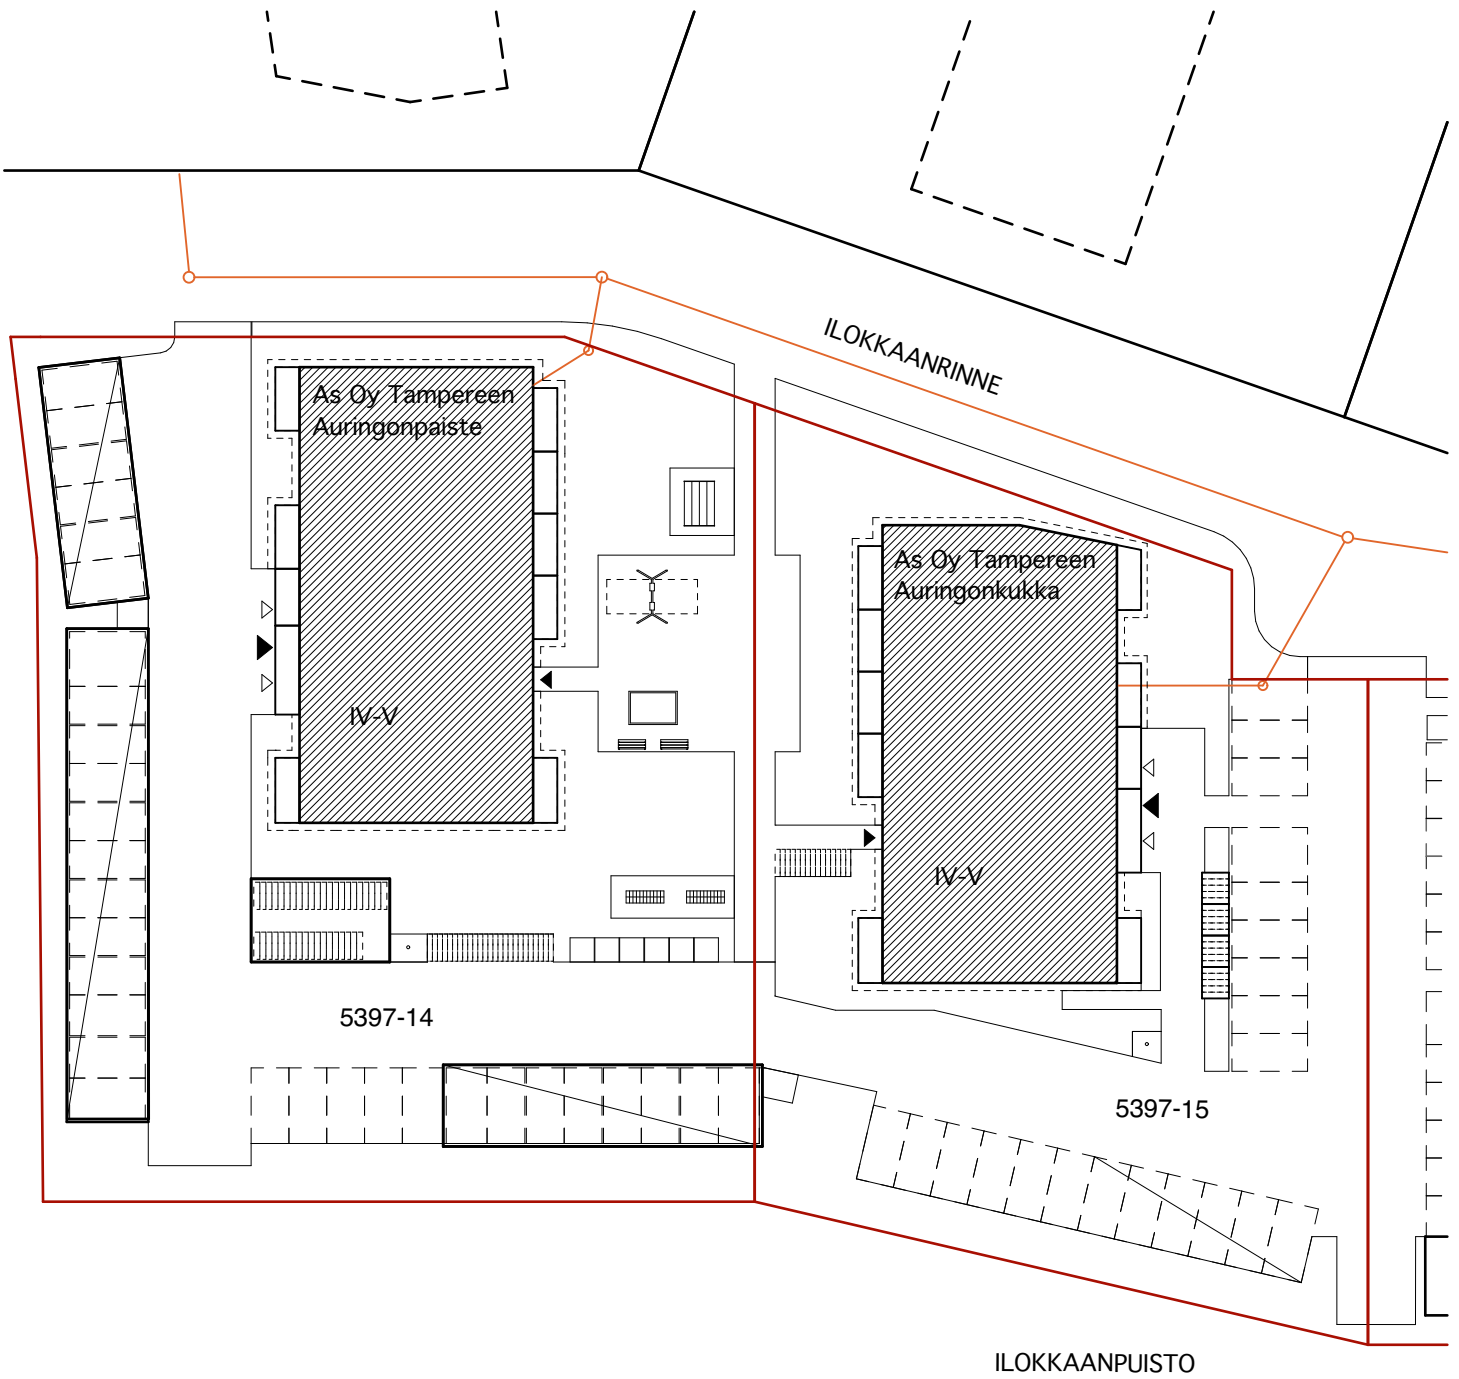 ILOKKAANRINNE
As Oy Tampereen
Auringonpaiste
IV-V
As Oy Tampereen
Auringonkukka
IV-V
5397-14
5397-15
ILOKKAANPUISTO